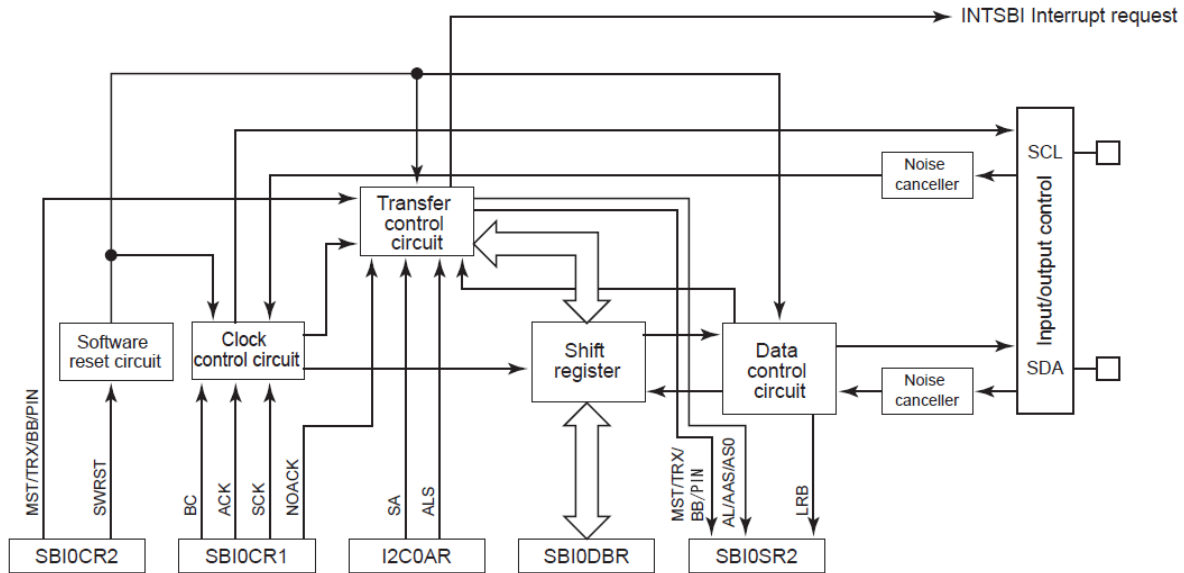 INTSBI Interrupt request
SCL
Noise
canceller
Transfer
control
circuit
Input/output control
Software
reset circuit
Clock
control circuit
Shift
register
Data
control
circuit
SDA
Noise
canceller
MST/TRX/BB/PIN
SWRST
BC
ACK
SCK
NOACK
SA
ALS
MST/TRX/
BB/PIN
AL/AAS/AS0
LRB
SBI0CR2
SBI0CR1
I2C0AR
SBI0DBR
SBI0SR2